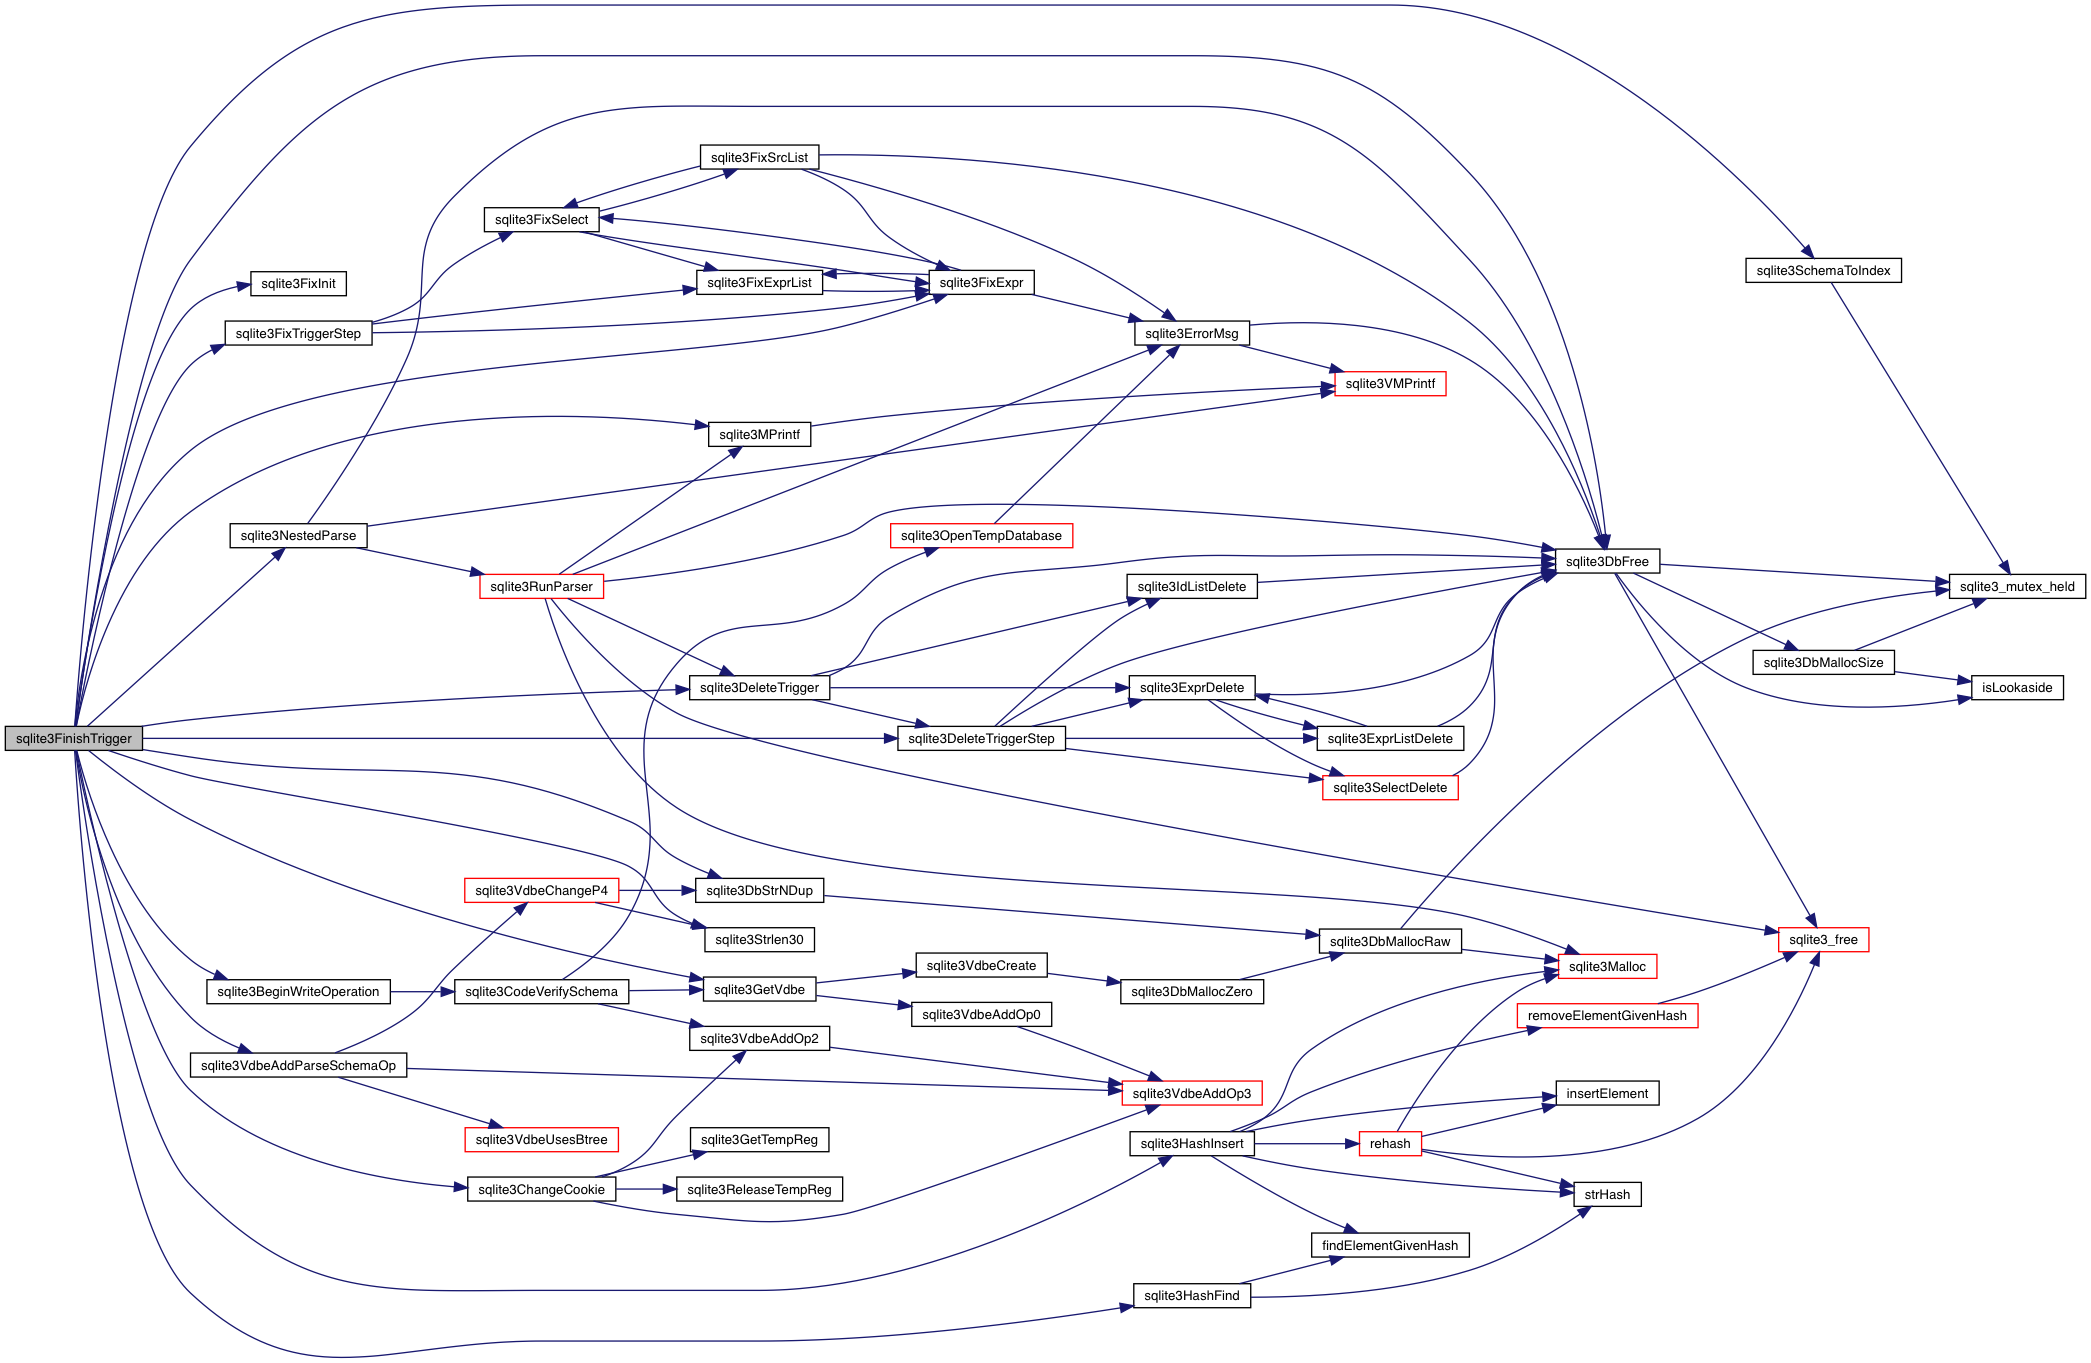 sqlite3FixSrcList
sqlite3FixSelect
sqlite3SchemaToIndex
sqlite3FixInit
sqlite3FixExprList
sqlite3FixExpr
sqlite3FixTriggerStep
sqlite3ErrorMsg
sqlite3VMPrintf
sqlite3MPrintf
sqlite3NestedParse
sqlite3OpenTempDatabase
sqlite3DbFree
sqlite3RunParser
sqlite3IdListDelete
sqlite3_mutex_held
sqlite3DbMallocSize
sqlite3DeleteTrigger
sqlite3ExprDelete
isLookaside
sqlite3FinishTrigger
sqlite3DeleteTriggerStep
sqlite3ExprListDelete
sqlite3SelectDelete
sqlite3VdbeChangeP4
sqlite3DbStrNDup
sqlite3Strlen30
sqlite3DbMallocRaw
sqlite3_free
sqlite3VdbeCreate
sqlite3Malloc
sqlite3BeginWriteOperation
sqlite3CodeVerifySchema
sqlite3GetVdbe
sqlite3DbMallocZero
sqlite3VdbeAddOp0
removeElementGivenHash
sqlite3VdbeAddOp2
sqlite3VdbeAddParseSchemaOp
sqlite3VdbeAddOp3
insertElement
sqlite3VdbeUsesBtree
sqlite3GetTempReg
sqlite3HashInsert
rehash
sqlite3ChangeCookie
sqlite3ReleaseTempReg
strHash
findElementGivenHash
sqlite3HashFind